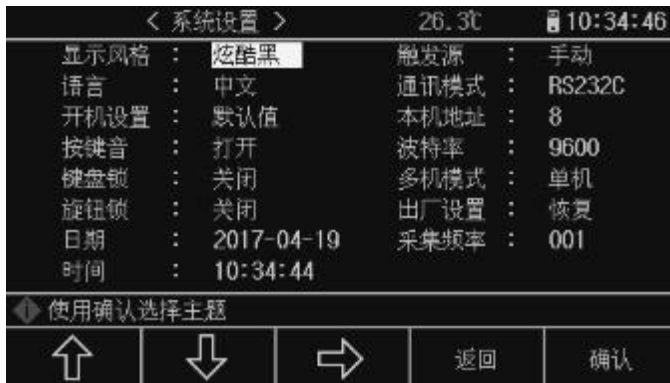 < 系统设置 > 26.3℃ 10:34:46
显示风格 : 炫酷黑 触发源 : 手动
语言 : 中文 通讯模式 : RS232C
开机设置 : 默认值 本机地址 : 8
按键音 : 打开 波特率 : 9600
键盘锁 : 关闭 多机模式 : 单机
旋钮锁 : 关闭 出厂设置 : 恢复
日期 : 2017-04-19 采集频率 : 001
时间 : 10:34:44
使用确认选择主题
返回 确认